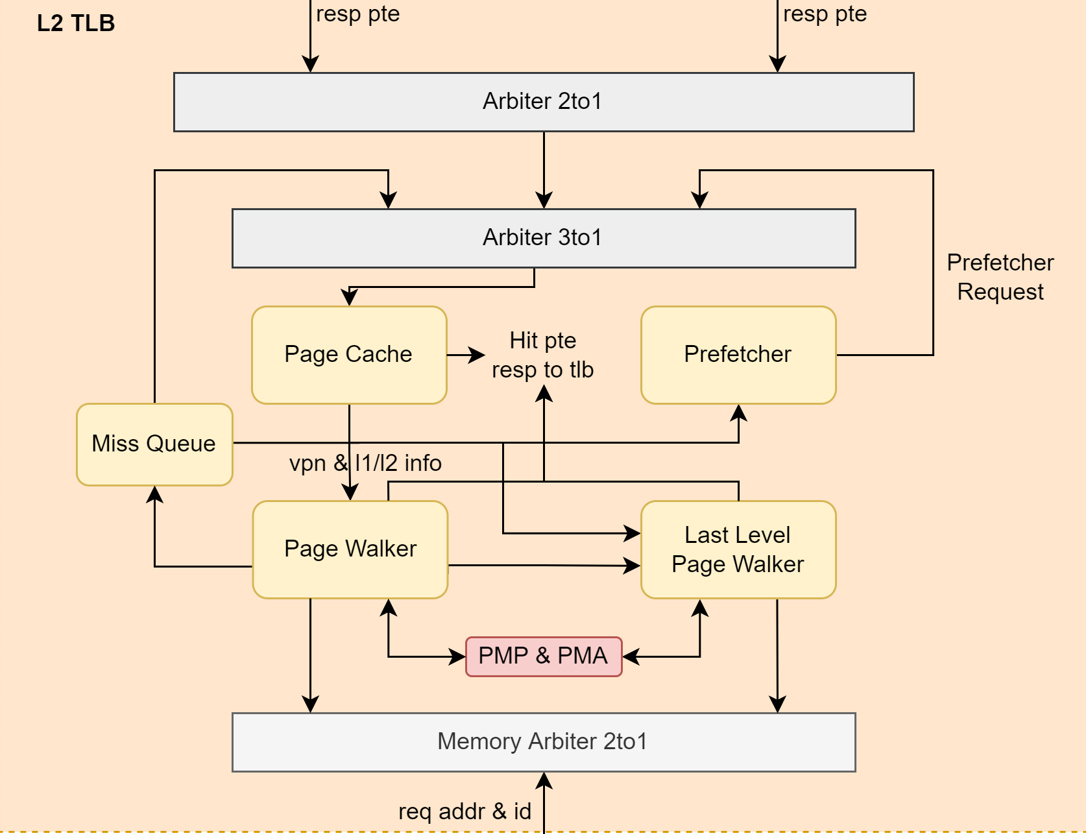 L2 TLB
resp pte
resp pte
Arbiter 2to1
Arbiter 3to1
Prefetcher
Request
Page Cache
Hit pte
resp to tlb
Prefetcher
Miss Queue
vpn & l1/l2 info
Page Walker
Last Level
Page Walker
PMP & PMA
Memory Arbiter 2to1
req addr & id